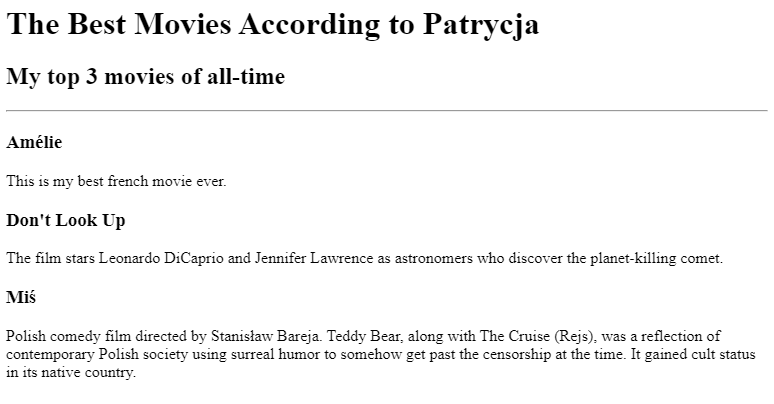 The Best Movies According to Patrycja
My top 3 movies of all-time
Amélie
This is my best french movie ever.
Don't Look Up
The film stars Leonardo DiCaprio and Jennifer Lawrence as astronomers who discover the planet-killing comet.
Miś
Polish comedy film directed by Stanisław Bareja. Teddy Bear, along with The Cruise (Rejs), was a reflection of
contemporary Polish society using surreal humor to somehow get past the censorship at the time. It gained cult status
in its native country.